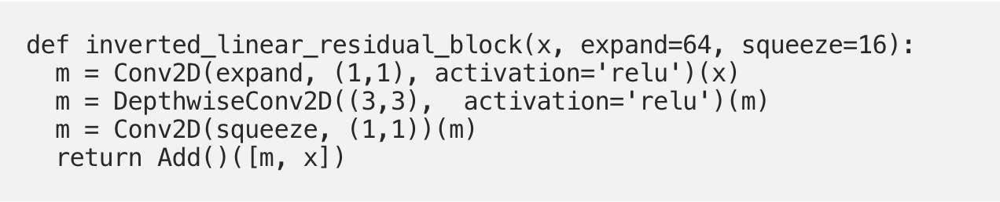 def inverted_linear_residual_block(x, expand=64, squeeze=16):
  m = Conv2D(expand, (1,1), activation='relu')(x)
  m = DepthwiseConv2D((3,3),  activation='relu')(m)
  m = Conv2D(squeeze, (1,1))(m)
  return Add()([m, x])